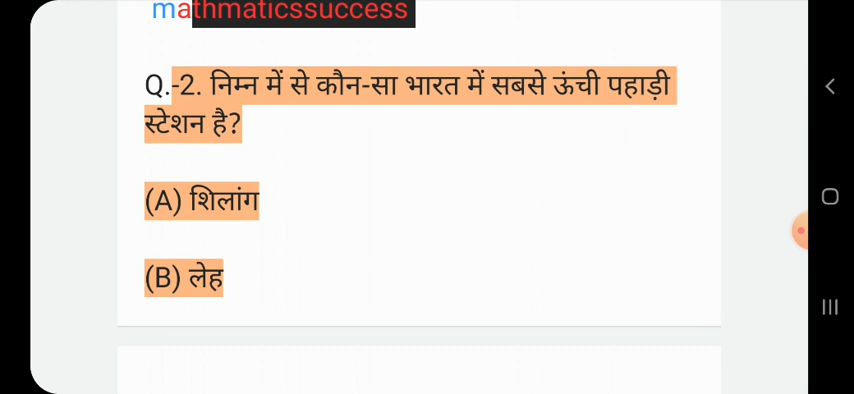 mathmaticssuccess
Q.-2. निम्न में से कौन-सा भारत में सबसे ऊंची पहाड़ी
स्टेशन है?
(A) शिलांग
(B) लेह